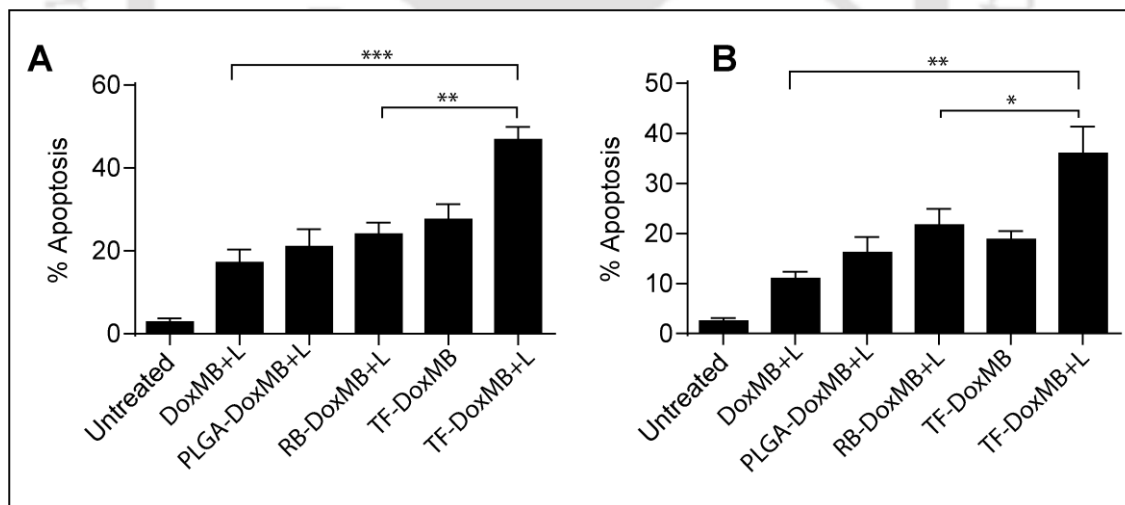 A
% Apoptosis
60
40
20
0
***
**
Untreated
DoxMB+L
PLGA-DoxMB+L
RB-DoxMB+L
TF-DoxMB
TF-DoxMB+L
B
% Apoptosis
50
40
30
20
10
0
**
*
Untreated
DoxMB+L
PLGA-DoxMB+L
RB-DoxMB+L
TF-DoxMB
TF-DoxMB+L